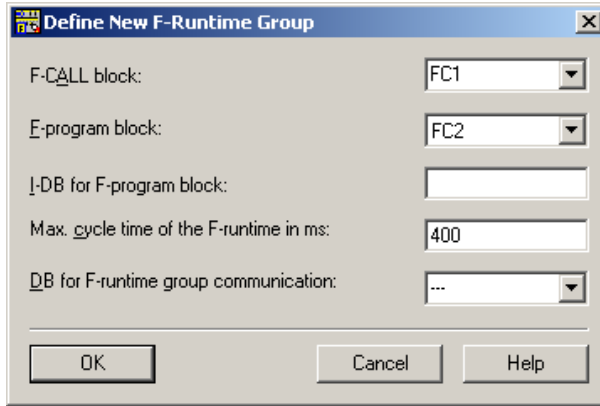 Define New F-Runtime Group
F-CALL block: FC1
F-program block: FC2
I-DB for F-program block:
Max. cycle time of the F-runtime in ms: 400
DB for F-runtime group communication: ---
OK Cancel Help